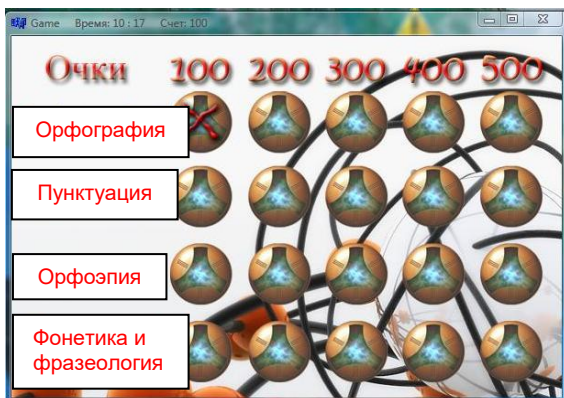 Game Время: 10 : 17 Счет: 100
Очки 100 200 300 400 500
Орфография
Пунктуация
Орфоэпия
Фонетика и
фразеология